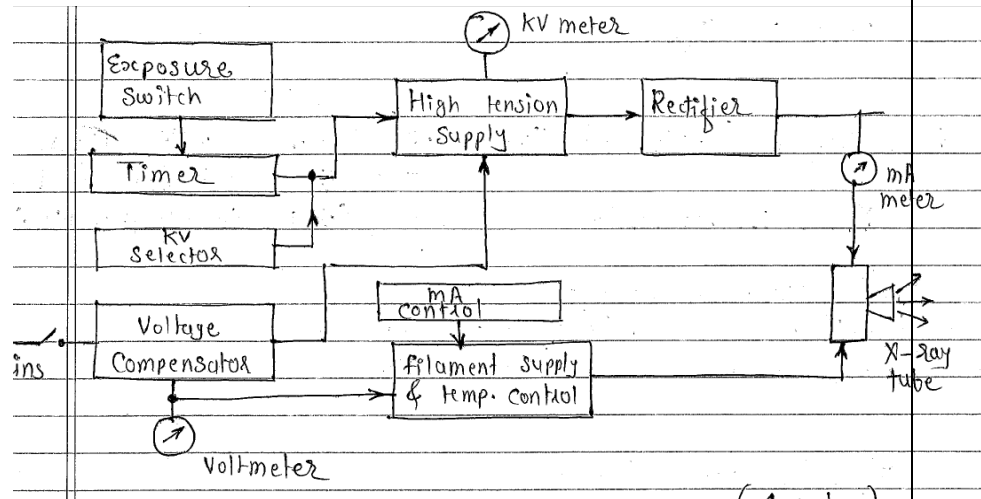 KV meter
Exposure
Switch
High tension
Supply
Rectifier
Timer
mA
meter
KV
Selector
mA
control
Voltage
Compensator
ins
filament supply
& temp. control
X-ray
tube
Voltmeter